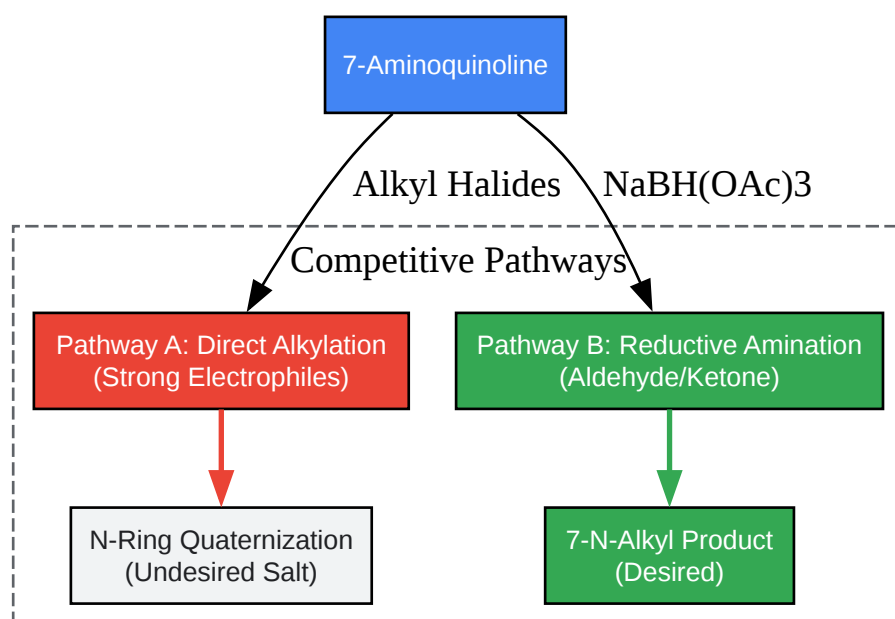 7-Aminoquinoline
Alkyl Halides
NaBH(OAc)3
Competitive Pathways
Pathway A: Direct Alkylation
(Strong Electrophiles)
Pathway B: Reductive Amination
(Aldehyde/Ketone)
N-Ring Quaternization
(Undesired Salt)
7-N-Alkyl Product
(Desired)